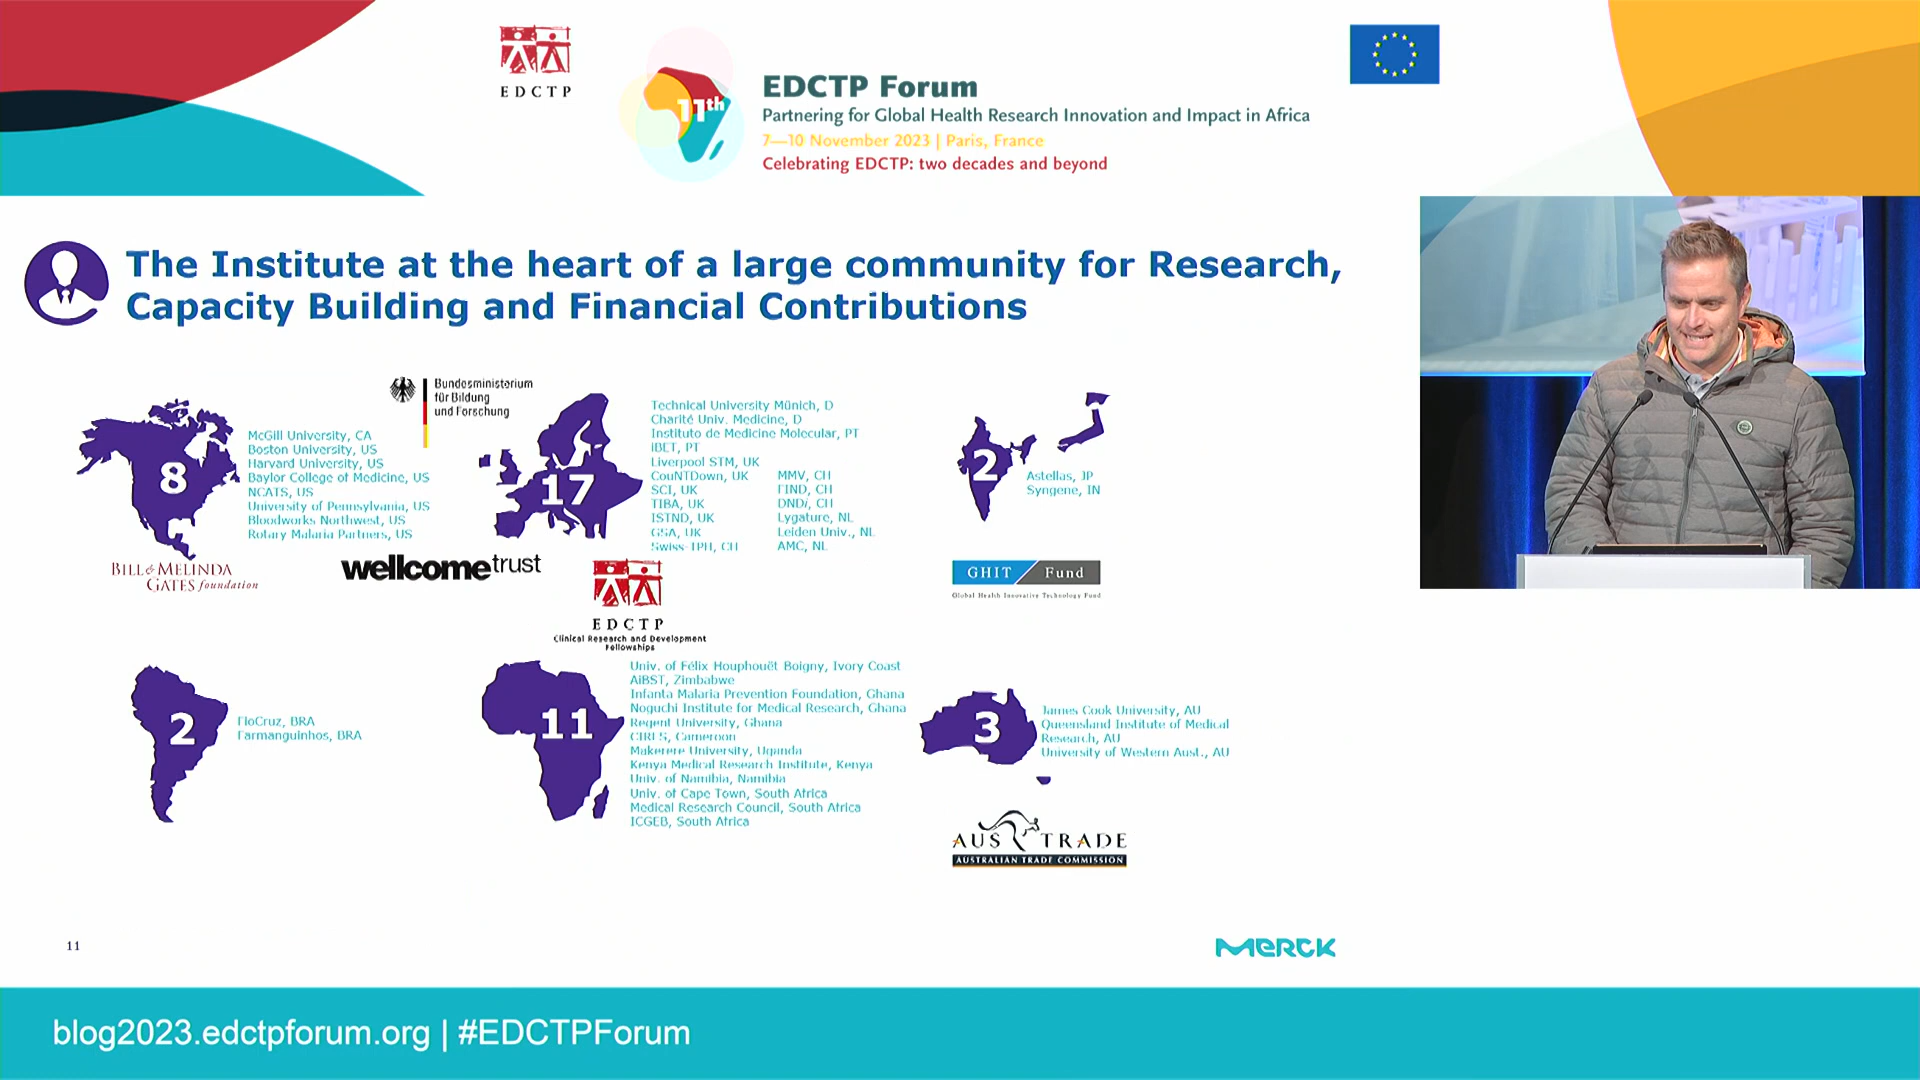 EDCTP
11th
EDCTP Forum
Partnering for Global Health Research Innovation and Impact in Africa
7—10 November 2023 | Paris, France
Celebrating EDCTP: two decades and beyond
The Institute at the heart of a large community for Research,
Capacity Building and Financial Contributions
8
McGill University, CA
Boston University, US
Harvard University, US
Baylor College of Medicine, US
NCATS, US
University of Pennsylvania, US
Bloodworks Northwest, US
Rotary Malaria Partners, US
BILL & MELINDA
GATES foundation
Bundesministerium
für Bildung
und Forschung
wellcome trust
17
Technical University Münich, D
Charité Univ. Medicine, D
Instituto de Medicine Molecular, PT
iBET, PT
Liverpool STM, UK
CouNTDown, UK
SCI, UK
TIBA, UK
ISTND, UK
GSA, UK
Swiss-TPH, CH
MMV, CH
FIND, CH
DNDi, CH
Lygature, NL
Leiden Univ., NL
AMC, NL
EDCTP
Clinical Research and Development
Fellowships
2
Astellas, JP
Syngene, IN
GHIT Fund
Global Health Innovative Technology Fund
2
FioCruz, BRA
Farmanguinhos, BRA
11
Univ. of Félix Houphouët Boigny, Ivory Coast
AiBST, Zimbabwe
Infanta Malaria Prevention Foundation, Ghana
Noguchi Institute for Medical Research, Ghana
Regent University, Ghana
Cameroon
Makerere University, Uganda
Kenya Medical Research Institute, Kenya
Univ. of Namibia, Namibia
Univ. of Cape Town, South Africa
Medical Research Council, South Africa
ICGEB, South Africa
3
James Cook University, AU
Queensland Institute of Medical
Research, AU
University of Western Aust., AU
AUSTRADE
AUSTRALIAN TRADE COMMISSION
11
MERCK
blog2023.edctpforum.org | #EDCTPForum